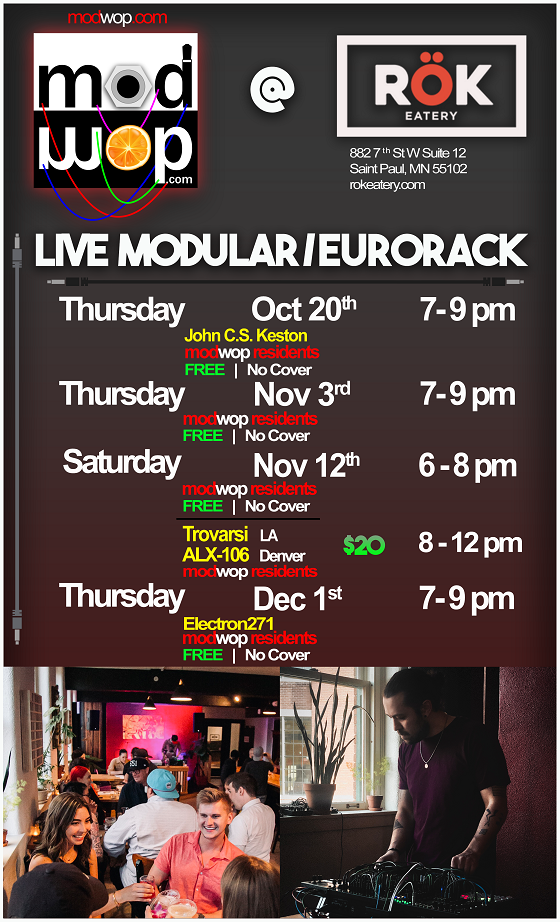 modwop.com
mod
wop
.com
@
RÖK
EATERY
882 7th St W Suite 12
Saint Paul, MN 55102
rokeatery.com
LIVE MODULAR/EURORACK
Thursday Oct 20th 7-9 pm
John C.S. Keston
modwop residents
FREE | No Cover
Thursday Nov 3rd 7-9 pm
modwop residents
FREE | No Cover
Saturday Nov 12th 6-8 pm
modwop residents
FREE | No Cover
Trovarsi LA
ALX-106 Denver
$20 8-12 pm
modwop residents
Thursday Dec 1st 7-9 pm
Electron271
modwop residents
FREE | No Cover